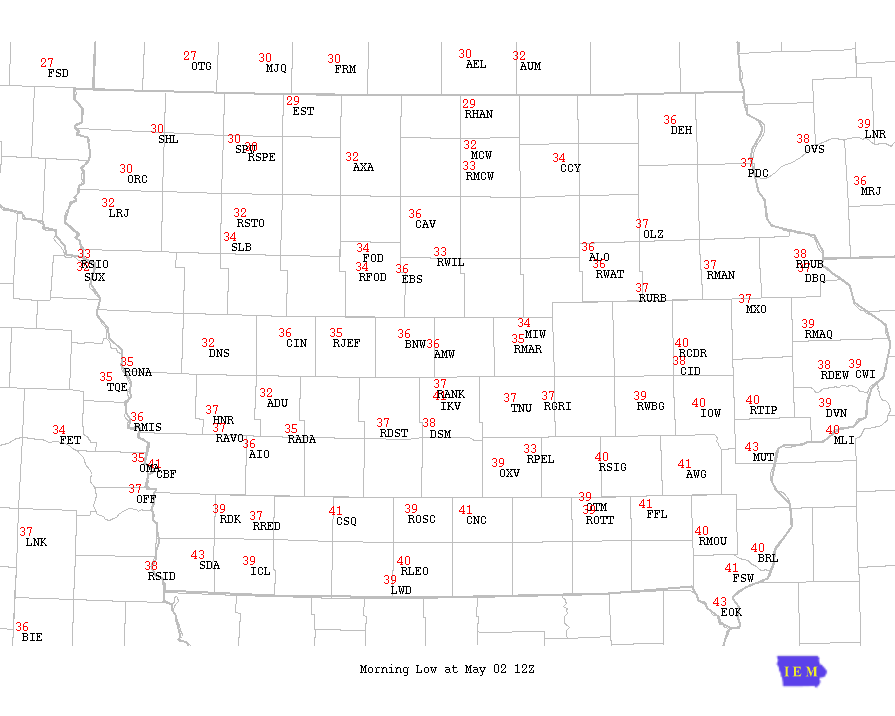 27 FSD
27 OTG
30 MJQ
30 FRM
30 AEL
32 AUM
29 EST
29 RHAN
36 DEH
39 LNR
38 OVS
30 SHL
30 SPW
RSPE
32 AXA
32 MCW
33 RMCW
34 CCY
37 PDC
36 MRJ
30 ORC
32 LRJ
32 RSTO
36 CAV
37 OLZ
34 SLB
34 FOD
33 RWIL
36 ALO
38 RDUB
33 RSIO
SUX
34 RFOD
36 EBS
36 RWAT
37 RMAN
37 DBQ
37 RURB
37 MXO
32 DNS
36 CIN
35 RJEF
36 BNW
36 AMW
34 MIW
35 RMAR
40 RCDR
38 CID
39 RMAQ
38 RDEW
39 CWI
35 RONA
35 TQE
32 ADU
37 RANK
IKV
37 TNU
37 RGRI
39 RWBG
40 IOW
40 RTIP
39 DVN
40 MLI
36 RMIS
37 HNR
37 RAVO
35 RADA
37 RDST
38 DSM
34 FET
36 AIO
33 RPEL
39 OXV
40 RSIG
41 AWG
43 MUT
35 OMA
41 CBF
37 OFF
39 RDK
37 RRED
41 CSQ
39 ROSC
41 CNC
39 OTM
39 ROTT
41 FFL
37 LNK
40 RMOU
40 BRL
38 RSID
43 SDA
39 ICL
40 RLEO
39 LWD
41 FSW
43 EOK
36 BIE
Morning Low at May 02 12Z
IEM